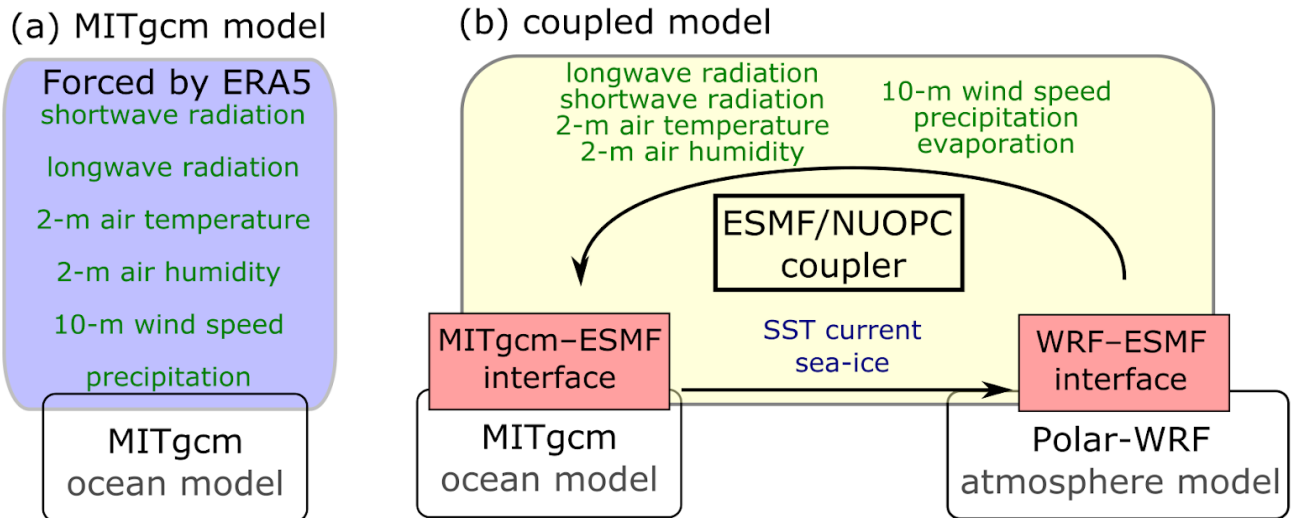 (a) MITgcm model
Forced by ERA5
shortwave radiation
longwave radiation
2-m air temperature
2-m air humidity
10-m wind speed
precipitation
MITgcm
ocean model
(b) coupled model
longwave radiation
shortwave radiation
2-m air temperature
2-m air humidity
10-m wind speed
precipitation
evaporation
ESMF/NUOPC
coupler
MITgcm–ESMF
interface
SST current
sea-ice
WRF–ESMF
interface
MITgcm
ocean model
Polar-WRF
atmosphere model